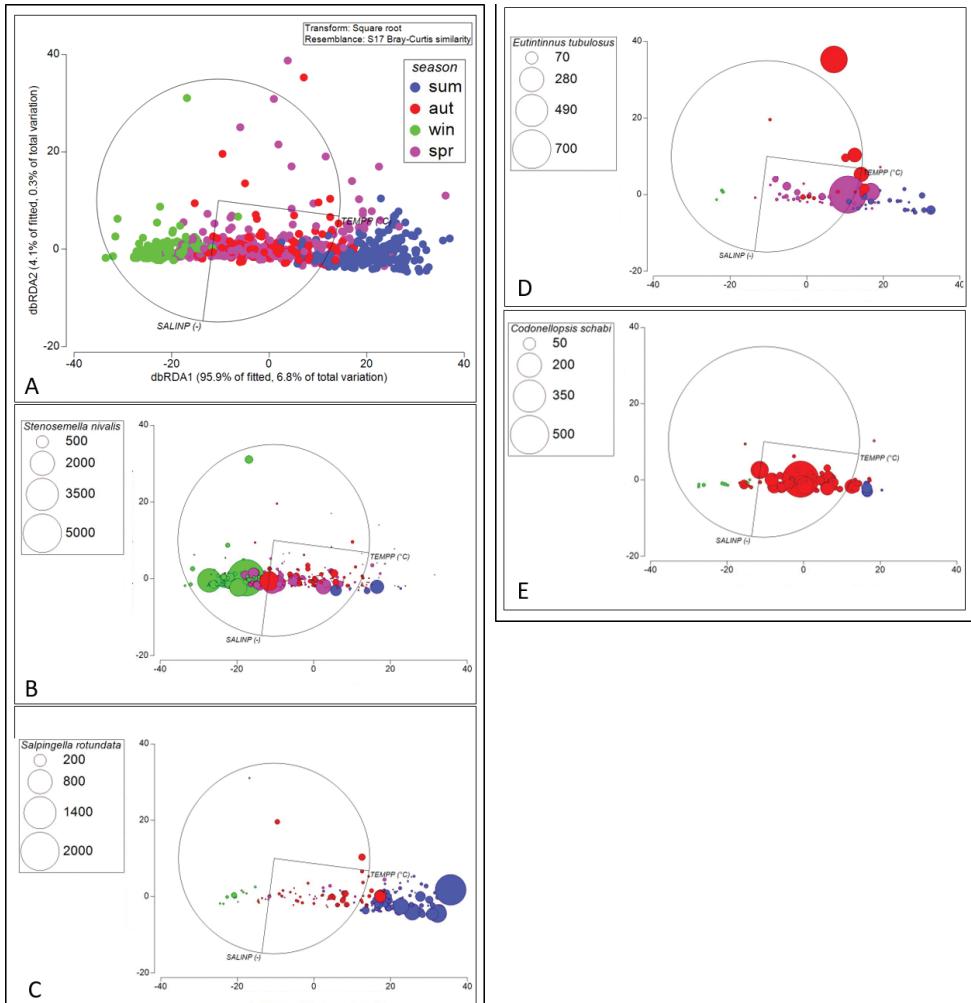 Transform: Square root
Resemblance: S17 Bray-Curtis similarity
season
sum
aut
win
spr
40
20
0
-20
dbRDA2 (4.1% of fitted, 0.3% of total variation)
TEMPP (°C)
SALINP (-)
-40
-20
0
20
40
dbRDA1 (95.9% of fitted, 6.8% of total variation)
A
Stenosemella nivalis
500
2000
3500
5000
40
20
0
-20
TEMPP (°C)
SALINP (-)
-40
-20
0
20
40
B
Salpingella rotundata
200
800
1400
2000
40
20
0
-20
TEMPP (°C)
SALINP (-)
-40
-20
0
20
40
C
Eutintinnus tubulosus
70
280
490
700
40
20
0
-20
TEMPP (°C)
SALINP (-)
-40
-20
0
20
40
D
Codonellopsis schabi
50
200
350
500
40
20
0
-20
TEMPP (°C)
SALINP (-)
-40
-20
0
20
40
E